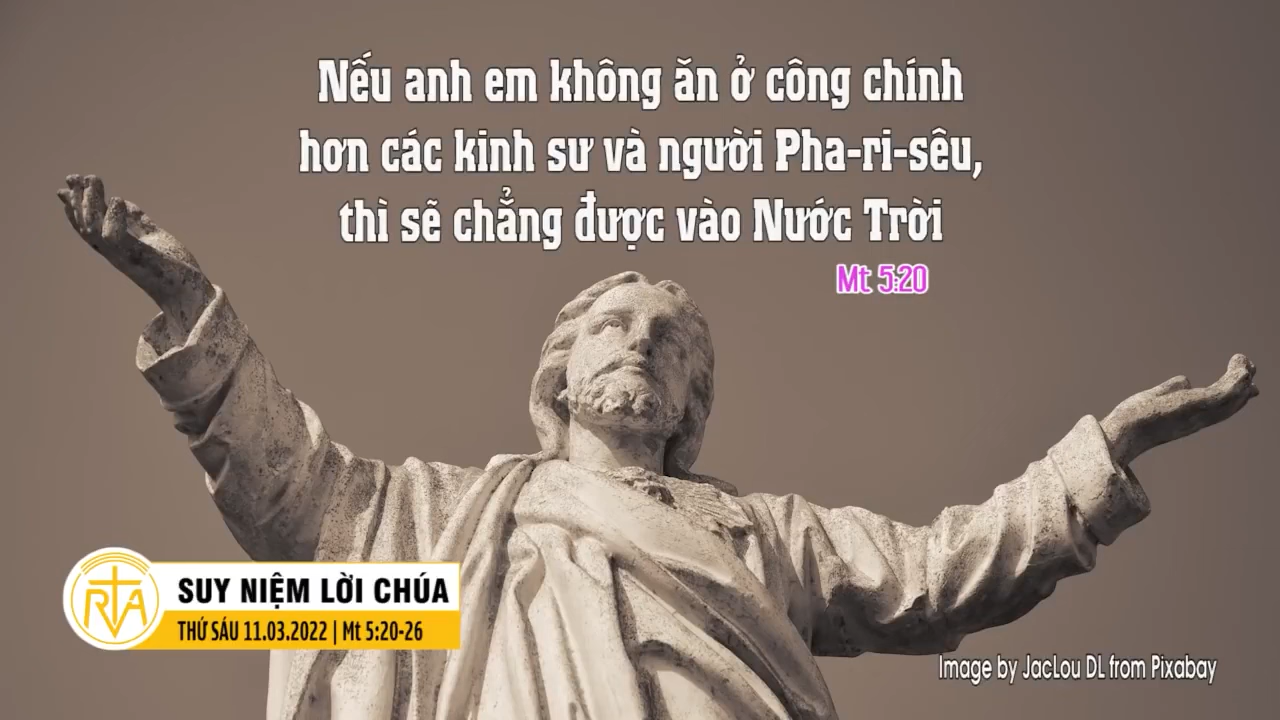 Nếu anh em không ăn ở công chính
hơn các kinh sư và người Pha-ri-sêu,
thì sẽ chẳng được vào Nước Trời
Mt 5:20
RVA
SUY NIỆM LỜI CHÚA
THỨ SÁU 11.03.2022 | Mt 5:20-26
Image by JacLou DL from Pixabay